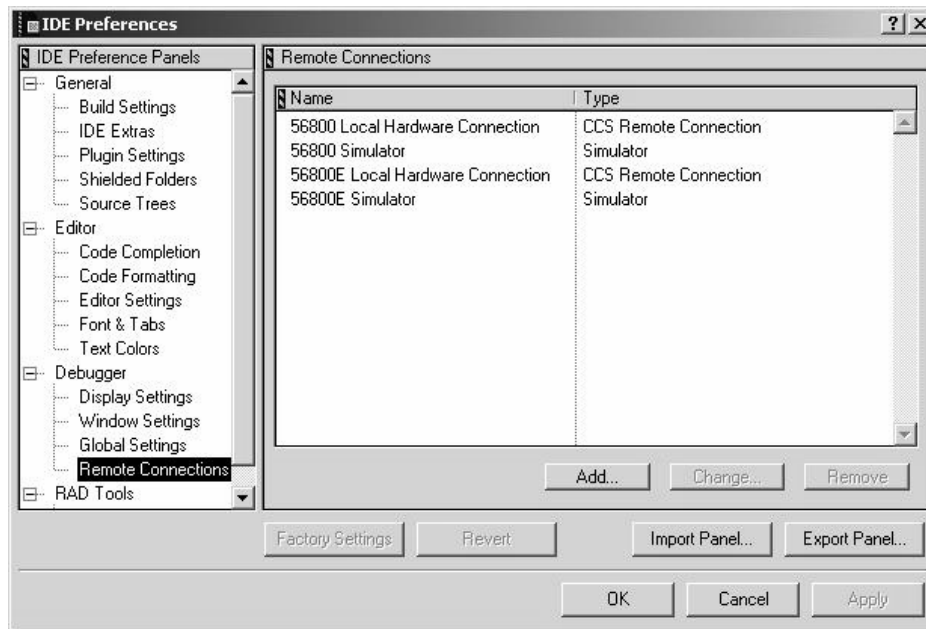 IDE Preferences
IDE Preference Panels
General
Build Settings
IDE Extras
Plugin Settings
Shielded Folders
Source Trees
Editor
Code Completion
Code Formatting
Editor Settings
Font & Tabs
Text Colors
Debugger
Display Settings
Window Settings
Global Settings
Remote Connections
RAD Tools
Remote Connections
Name Type
56800 Local Hardware Connection CCS Remote Connection
56800 Simulator Simulator
56800E Local Hardware Connection CCS Remote Connection
56800E Simulator Simulator
Add... Change... Remove
Factory Settings Revert Import Panel... Export Panel...
OK Cancel Apply